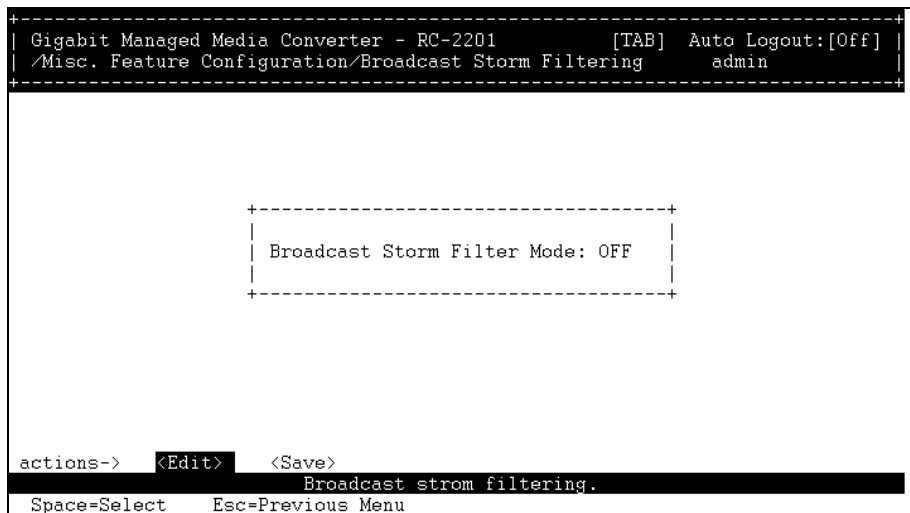 Gigabit Managed Media Converter - RC-2201 [TAB] Auto Logout:[Off]
/Misc. Feature Configuration/Broadcast Storm Filtering admin
Broadcast Storm Filter Mode: OFF
actions-> <Edit> <Save>
Broadcast strom filtering.
Space=Select Esc=Previous Menu